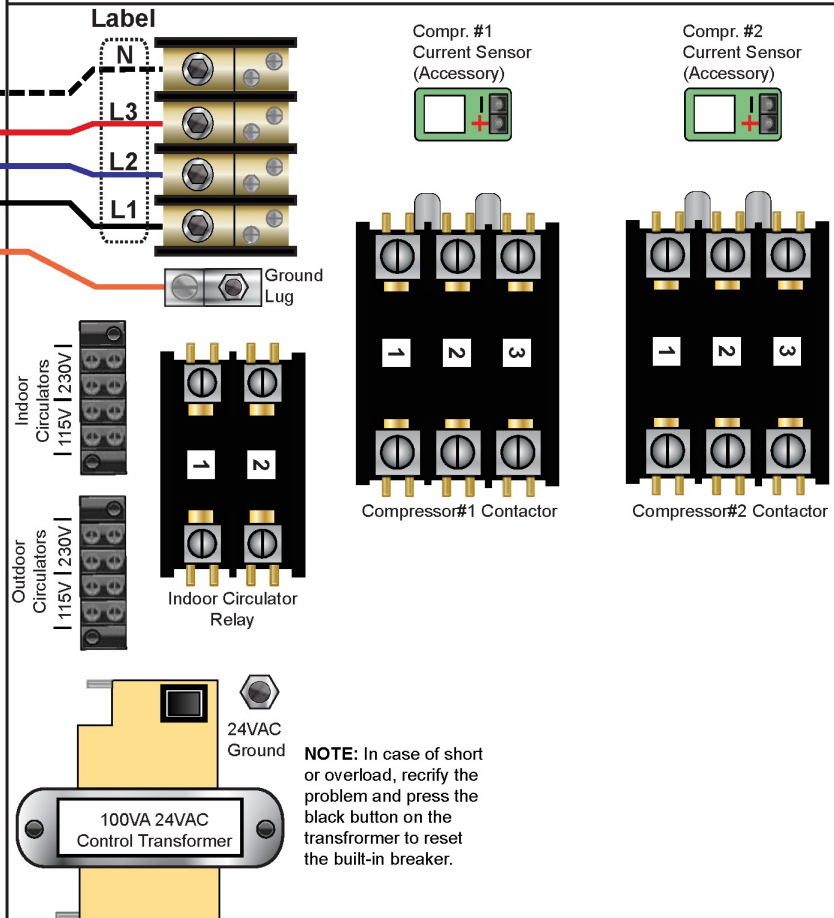 Label
N
L3
L2
L1
Ground
Lug
Compr. #1
Current Sensor
(Accessory)
- +
Compr. #2
Current Sensor
(Accessory)
- +
Indoor
Circulators
115V 230V
Outdoor
Circulators
115V 230V
1 2
Indoor Circulator
Relay
1 2 3
Compressor#1 Contactor
1 2 3
Compressor#2 Contactor
24VAC
Ground
100VA 24VAC
Control Transformer
NOTE: In case of short
or overload, recrify the
problem and press the
black button on the
transfrormer to reset
the built-in breaker.